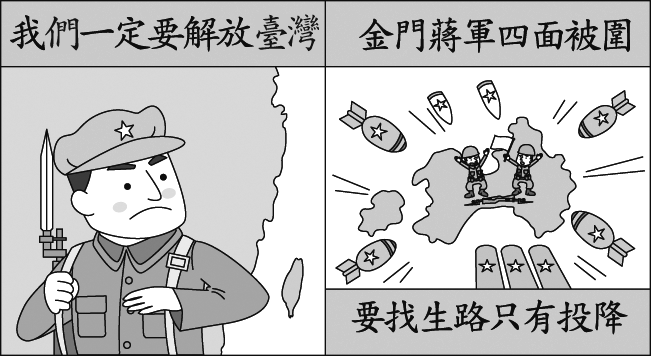 我們一定要解放臺灣
金門蔣軍四面被圍
要找生路只有投降